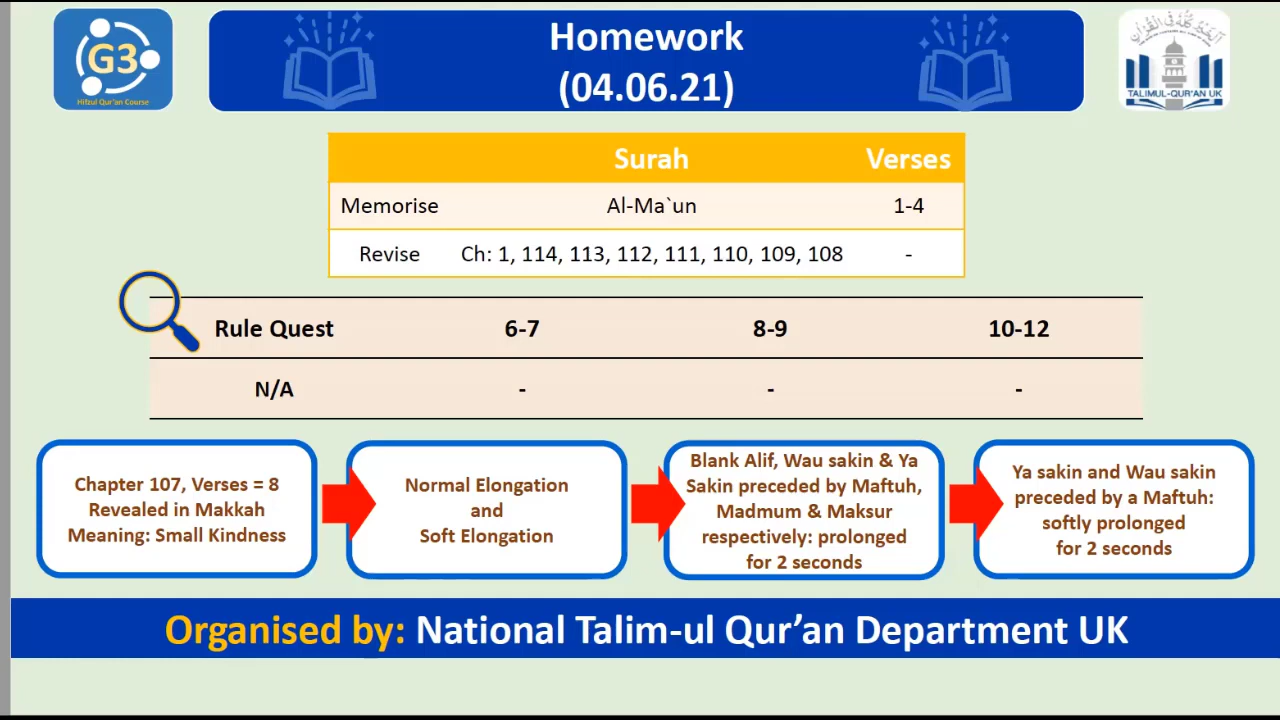 G3
Hifzul Qur'an Course
Homework
(04.06.21)
TALIMUL-QUR'AN UK
Surah Verses
Memorise Al-Ma`un 1-4
Revise Ch: 1, 114, 113, 112, 111, 110, 109, 108 -
Rule Quest 6-7 8-9 10-12
N/A - - -
Chapter 107, Verses = 8
Revealed in Makkah
Meaning: Small Kindness
Normal Elongation
and
Soft Elongation
Blank Alif, Wau sakin & Ya
Sakin preceded by Maftuh,
Madmum & Maksur
respectively: prolonged
for 2 seconds
Ya sakin and Wau sakin
preceded by a Maftuh:
softly prolonged
for 2 seconds
Organised by: National Talim-ul Qur’an Department UK